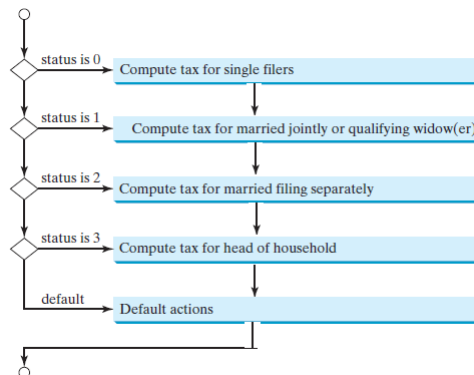 status is 0
Compute tax for single filers
status is 1
Compute tax for married jointly or qualifying widow(er)
status is 2
Compute tax for married filing separately
status is 3
Compute tax for head of household
default
Default actions